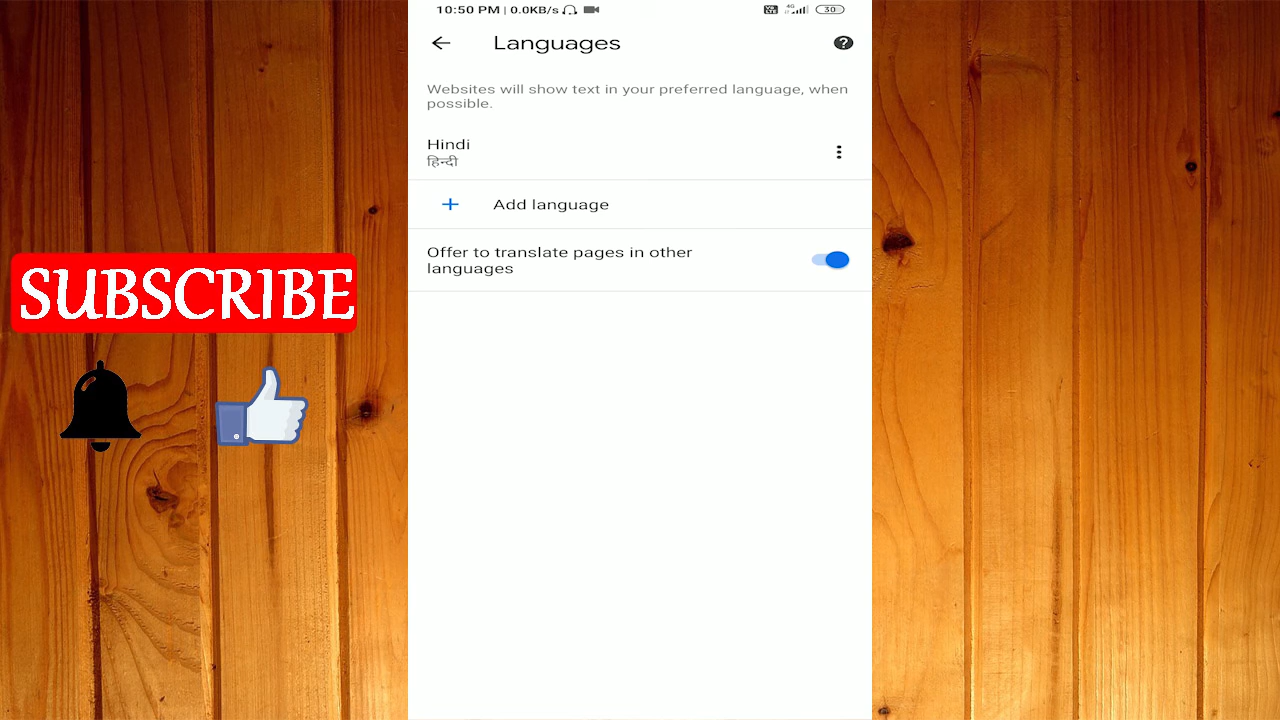 10:50 PM | 0.0KB/s
4G
30
Languages
Websites will show text in your preferred language, when
possible.
Hindi
हिन्दी
Add language
Offer to translate pages in other
languages
SUBSCRIBE